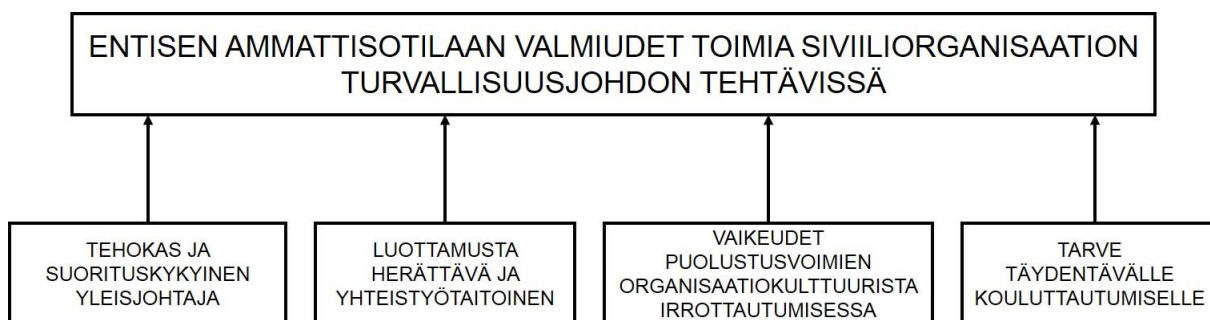 ENTISEN AMMATTISOTILAAN VALMIUDET TOIMIA SIVIILIORGANISAATION
TURVALLISUUSJOHDON TEHTÄVISSÄ
TEHOKAS JA
SUORITUSKYKYINEN
YLEISJOHTAJA
LUOTTAMUSTA
HERÄTTÄVÄ JA
YHTEISTYÖTAITOINEN
VAIKEUDET
PUOLUSTUSVOIMIEN
ORGANISAATIOKULTTUURISTA
IRROTTAUTUMISESSA
TARVE
TÄYDENTÄVÄLLE
KOULUTTAUTUMISELLE